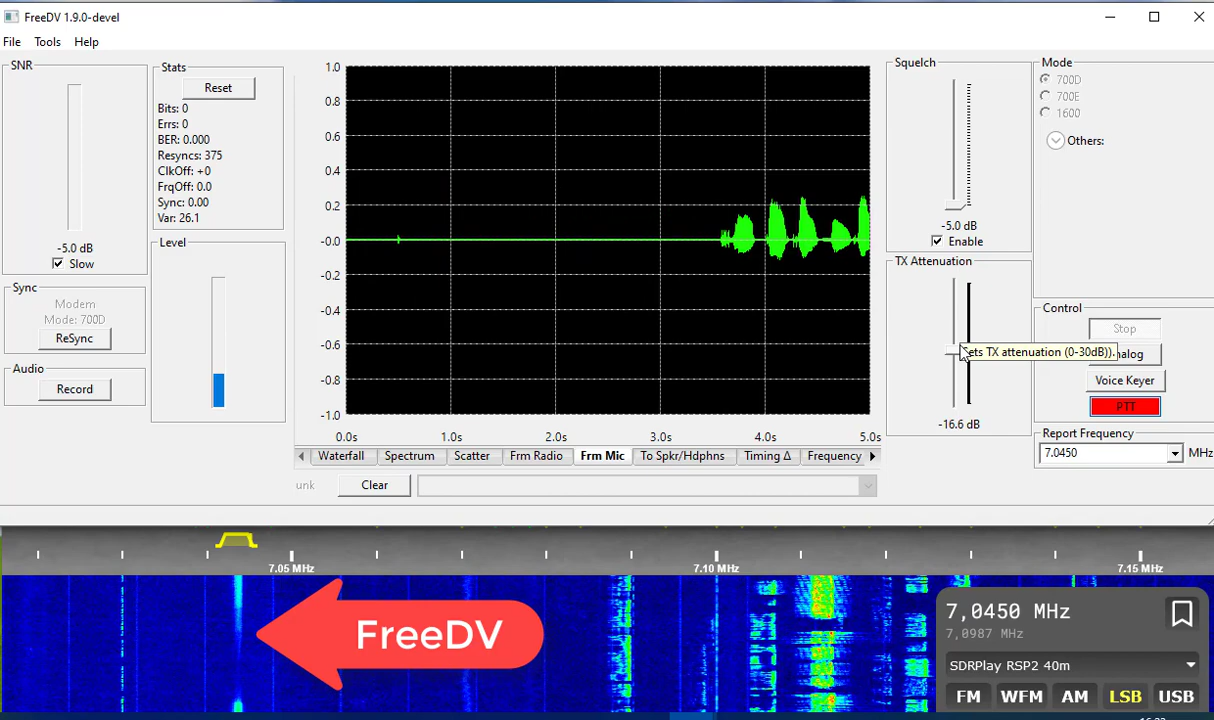 FreeDV 1.9.0-devel
File Tools Help
SNR
-5.0 dB
Slow
Sync
Modem
Mode: 700D
ReSync
Audio
Record
Stats
Reset
Bits: 0
Errs: 0
BER: 0.000
Resyncs: 375
ClkOff: +0
FrqOff: 0.0
Sync: 0.00
Var: 26.1
Level
1.0
0.8
0.6
0.4
0.2
-0.0
-0.2
-0.4
-0.6
-0.8
-1.0
0.0s 1.0s 2.0s 3.0s 4.0s 5.0s
Waterfall Spectrum Scatter Frm Radio Frm Mic To Spkr/Hdphns Timing Δ Frequency
unk Clear
Squelch
-5.0 dB
Enable
TX Attenuation
-16.6 dB
Mode
700D
700E
1600
Others:
Control
Stop
ets TX attenuation (0-30dB)). nalog
Voice Keyer
PTT
Report Frequency
7.0450 MHz
7.05 MHz 7.10 MHz 7.15 MHz
FreeDV
7,0450 MHz
7,0987 MHz
SDRPlay RSP2 40m
FM WFM AM LSB USB